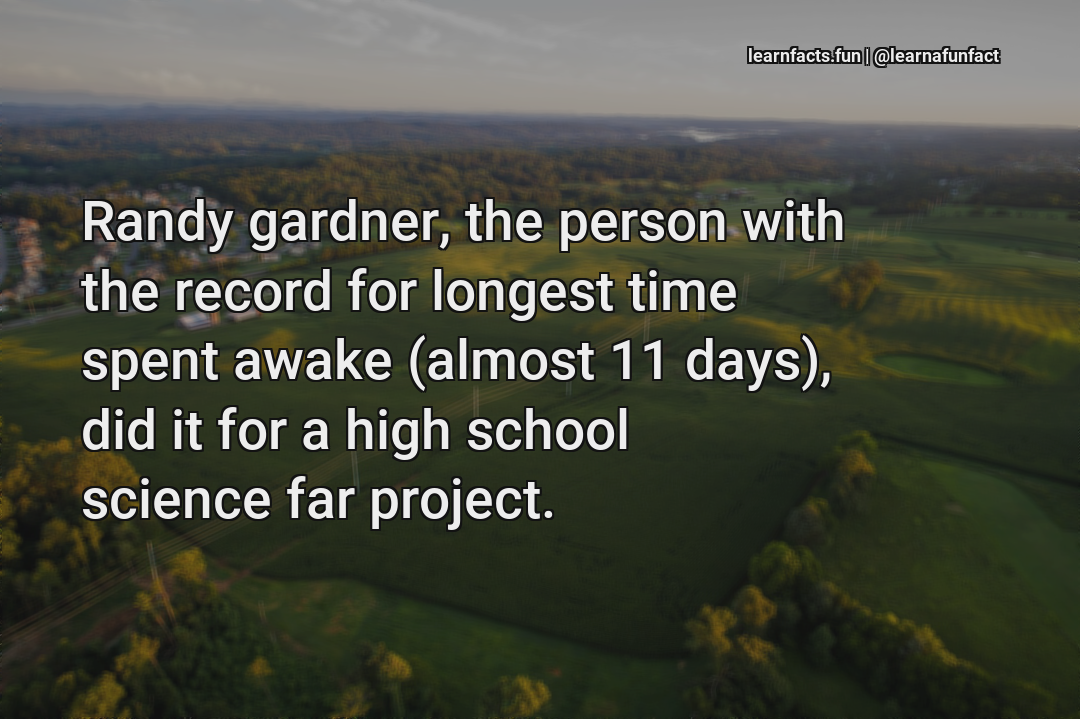 learnfacts.fun | @learnafunfact
Randy gardner, the person with
the record for longest time
spent awake (almost 11 days),
did it for a high school
science far project.